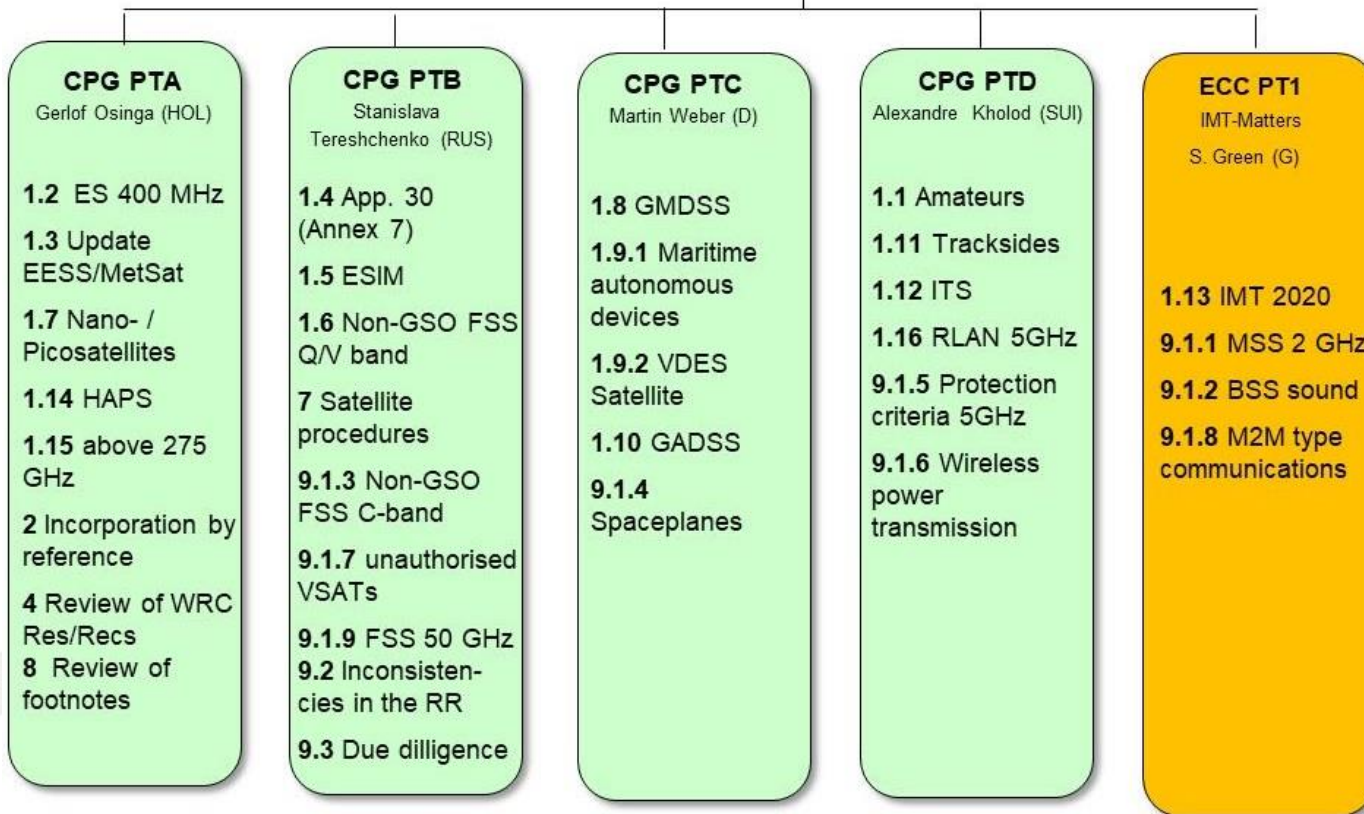 CPG PTA
Gerlof Osinga (HOL)
1.2 ES 400 MHz
1.3 Update
EESS/MetSat
1.7 Nano- /
Picosatellites
1.14 HAPS
1.15 above 275
GHz
2 Incorporation by
reference
4 Review of WRC
Res/Recs
8 Review of
footnotes
CPG PTB
Stanislava
Tereshchenko (RUS)
1.4 App. 30
(Annex 7)
1.5 ESIM
1.6 Non-GSO FSS
Q/V band
7 Satellite
procedures
9.1.3 Non-GSO
FSS C-band
9.1.7 unauthorised
VSATs
9.1.9 FSS 50 GHz
9.2 Inconsisten-
cies in the RR
9.3 Due dilligence
CPG PTC
Martin Weber (D)
1.8 GMDSS
1.9.1 Maritime
autonomous
devices
1.9.2 VDES
Satellite
1.10 GADSS
9.1.4
Spaceplanes
CPG PTD
Alexandre Kholod (SUI)
1.1 Amateurs
1.11 Tracksides
1.12 ITS
1.16 RLAN 5GHz
9.1.5 Protection
criteria 5GHz
9.1.6 Wireless
power
transmission
ECC PT1
IMT-Matters
S. Green (G)
1.13 IMT 2020
9.1.1 MSS 2 GHz
9.1.2 BSS sound
9.1.8 M2M type
communications